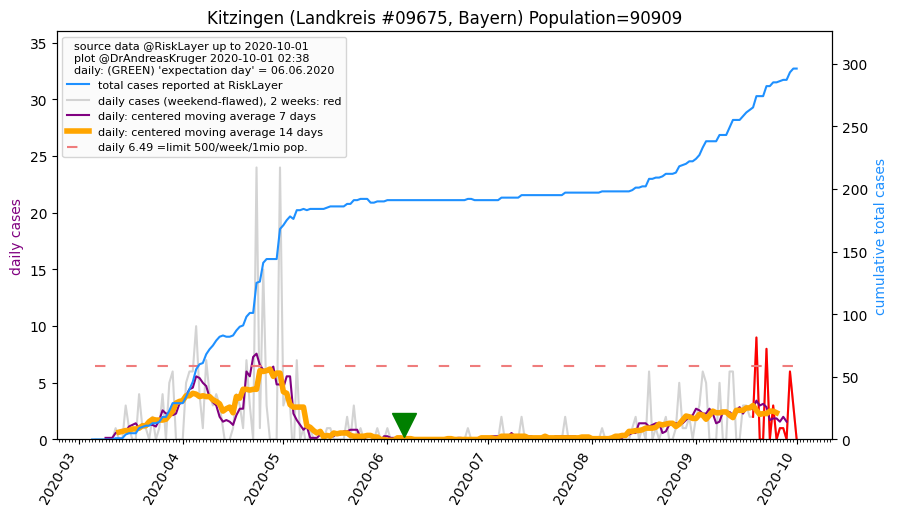 Kitzingen (Landkreis #09675, Bayern) Population=90909
source data @RiskLayer up to 2020-10-01
plot @DrAndreasKruger 2020-10-01 02:38
daily: (GREEN) 'expectation day' = 06.06.2020
total cases reported at RiskLayer
daily cases (weekend-flawed), 2 weeks: red
daily: centered moving average 7 days
daily: centered moving average 14 days
daily 6.49 =limit 500/week/1mio pop.
daily cases
35
30
25
20
15
10
5
0
cumulative total cases
300
250
200
150
100
50
0
2020-03
2020-04
2020-05
2020-06
2020-07
2020-08
2020-09
2020-10